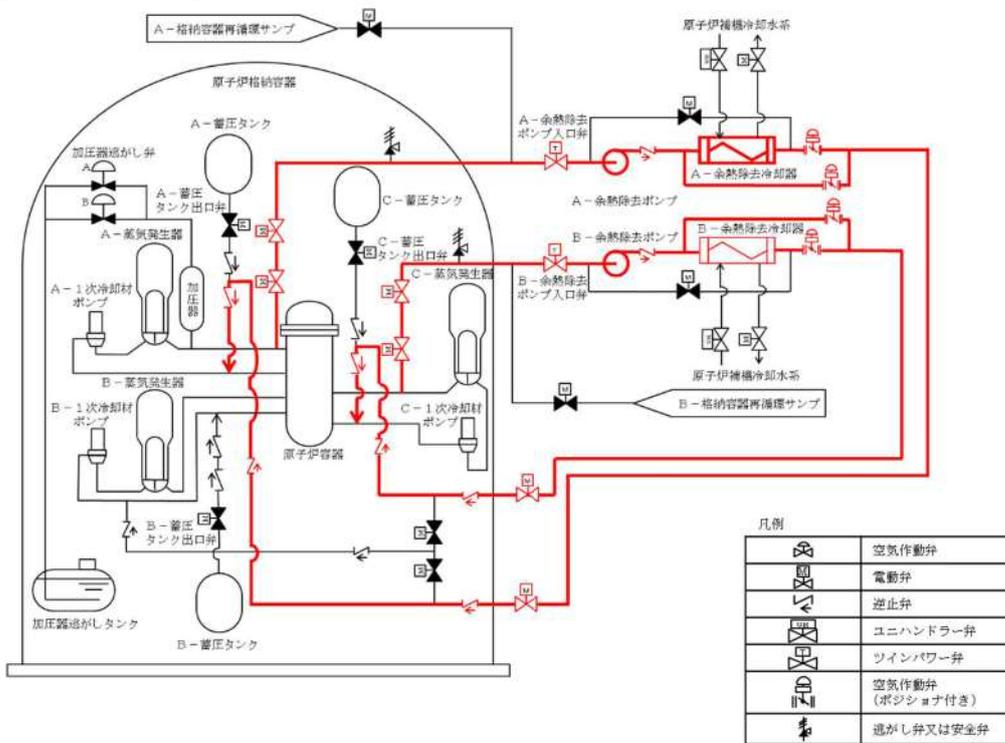 A－格納容器再循環サンプ
M
原子炉補機冷却水系
原子炉格納容器
A－蓄圧タンク
加圧器逃がし弁
A
B
A－蓄圧
タンク出口弁
C－蓄圧タンク
C－蓄圧
タンク出口弁
A－余熱除去
ポンプ入口弁
A－余熱除去冷却器
A－余熱除去ポンプ
B－余熱除去ポンプ
B－余熱除去冷却器
B－余熱除去
ポンプ入口弁
原子炉補機冷却水系
B－格納容器再循環サンプ
A－蒸気発生器
A－1次冷却材
ポンプ
加圧器
C－蒸気発生器
B－蒸気発生器
B－1次冷却材
ポンプ
C－1次冷却材
ポンプ
原子炉容器
B－蓄圧
タンク出口弁
B－蓄圧タンク
加圧器逃がしタンク
凡例
空気作動弁
M
電動弁
逆止弁
ユニハンドラー弁
T
ツインパワー弁
空気作動弁
(ポジショナ付き)
逃がし弁又は安全弁